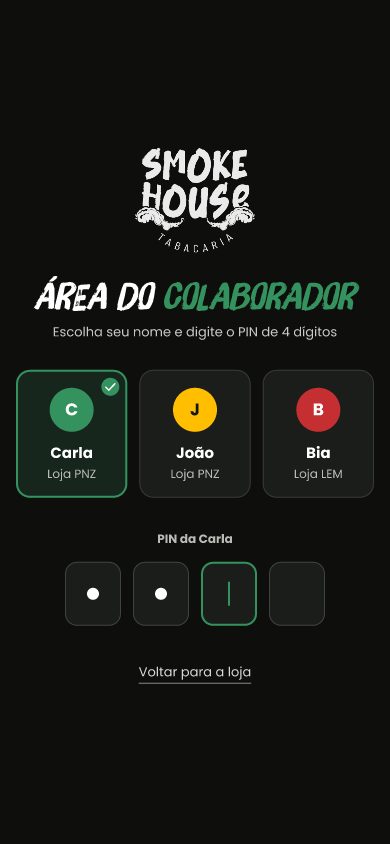 SMOKE
HOUSE
TABACARIA
ÁREA DO COLABORADOR
Escolha seu nome e digite o PIN de 4 dígitos
C
J
B
Carla
João
Bia
Loja PNZ
Loja PNZ
Loja LEM
PIN da Carla
Voltar para a loja